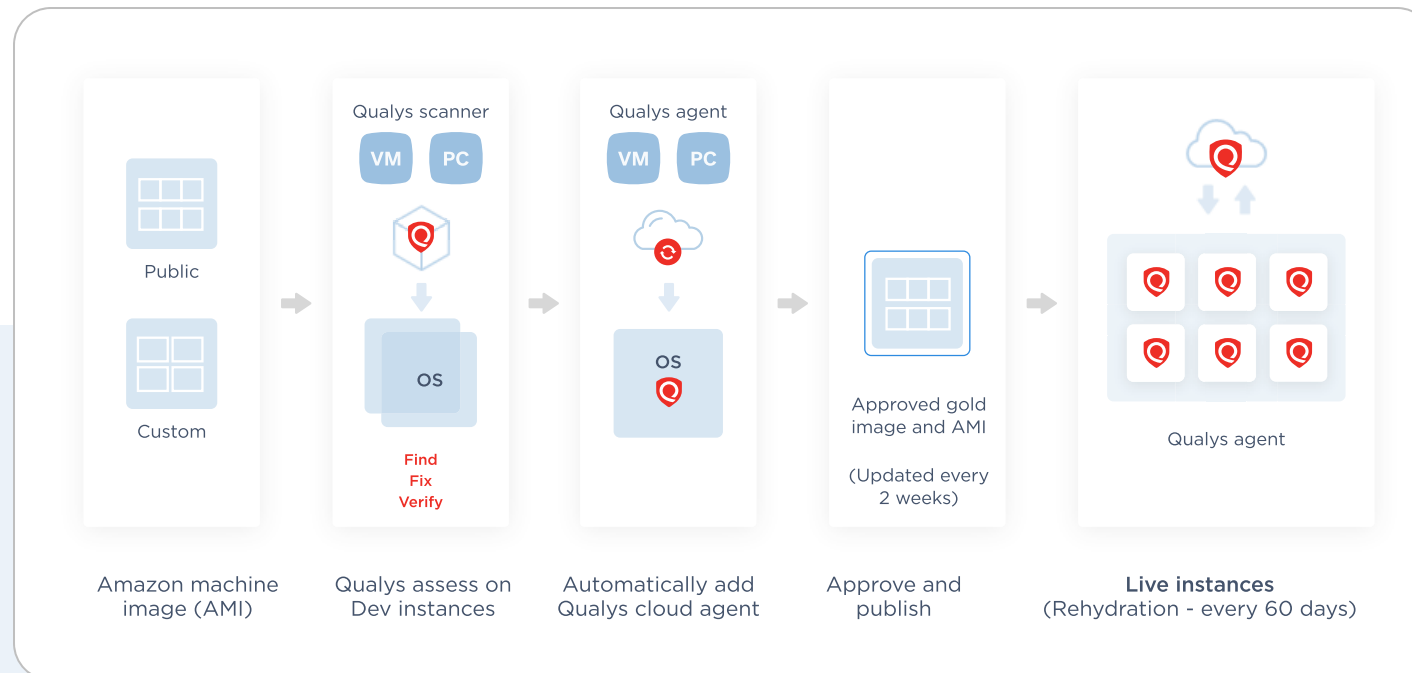 Public
Custom
Amazon machine
image (AMI)
Qualys scanner
VM PC
OS
Find
Fix
Verify
Qualys assess on
Dev instances
Qualys agent
VM PC
OS
Automatically add
Qualys cloud agent
Approved gold
image and AMI
(Updated every
2 weeks)
Approve and
publish
Qualys agent
Live instances
(Rehydration - every 60 days)